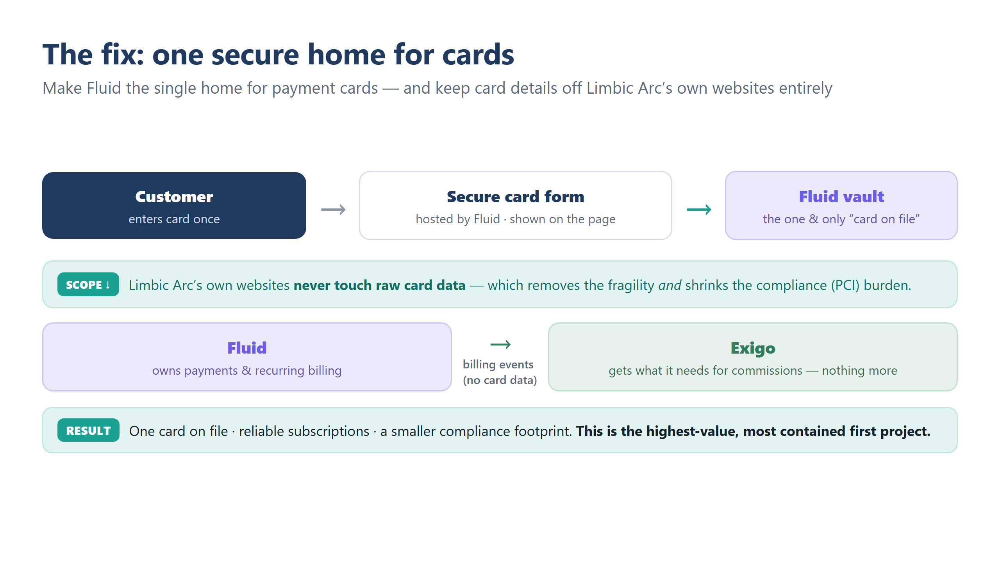 The fix: one secure home for cards
Make Fluid the single home for payment cards — and keep card details off Limbic Arc’s own websites entirely
Customer
enters card once
→
Secure card form
hosted by Fluid · shown on the page
→
Fluid vault
the one & only “card on file”
SCOPE ↓ Limbic Arc’s own websites never touch raw card data — which removes the fragility and shrinks the compliance (PCI) burden.
Fluid
owns payments & recurring billing
→
billing events
(no card data)
Exigo
gets what it needs for commissions — nothing more
RESULT One card on file · reliable subscriptions · a smaller compliance footprint. This is the highest-value, most contained first project.